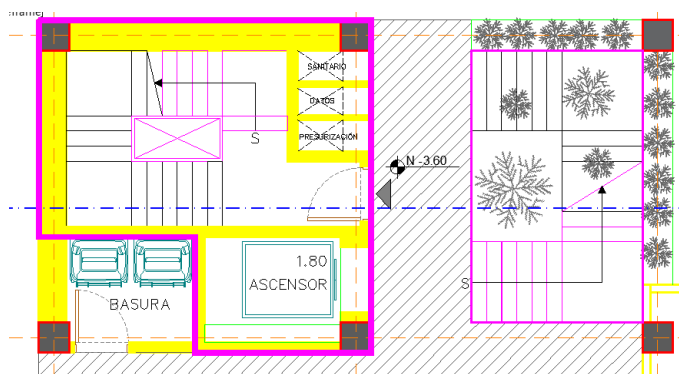 SANITARIO
DATOS
PRESURIZACIÓN
S
N -3.60
1.80
ASCENSOR
S
BASURA